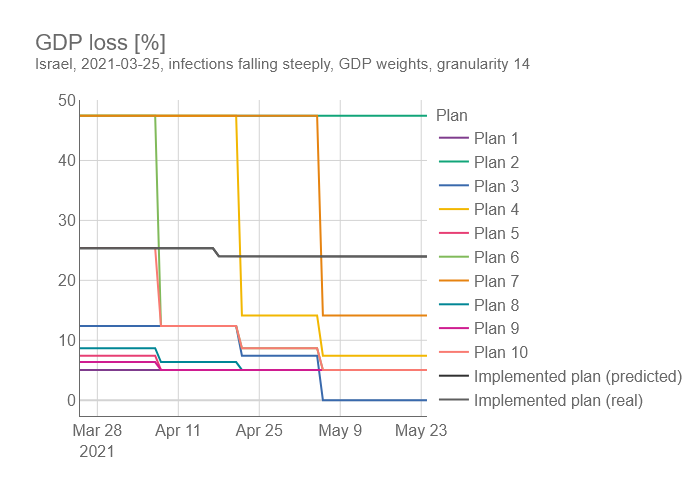 GDP loss [%]
Israel, 2021-03-25, infections falling steeply, GDP weights, granularity 14
50
40
30
20
10
0
Mar 28
2021
Apr 11
Apr 25
May 9
May 23
Plan
Plan 1
Plan 2
Plan 3
Plan 4
Plan 5
Plan 6
Plan 7
Plan 8
Plan 9
Plan 10
Implemented plan (predicted)
Implemented plan (real)